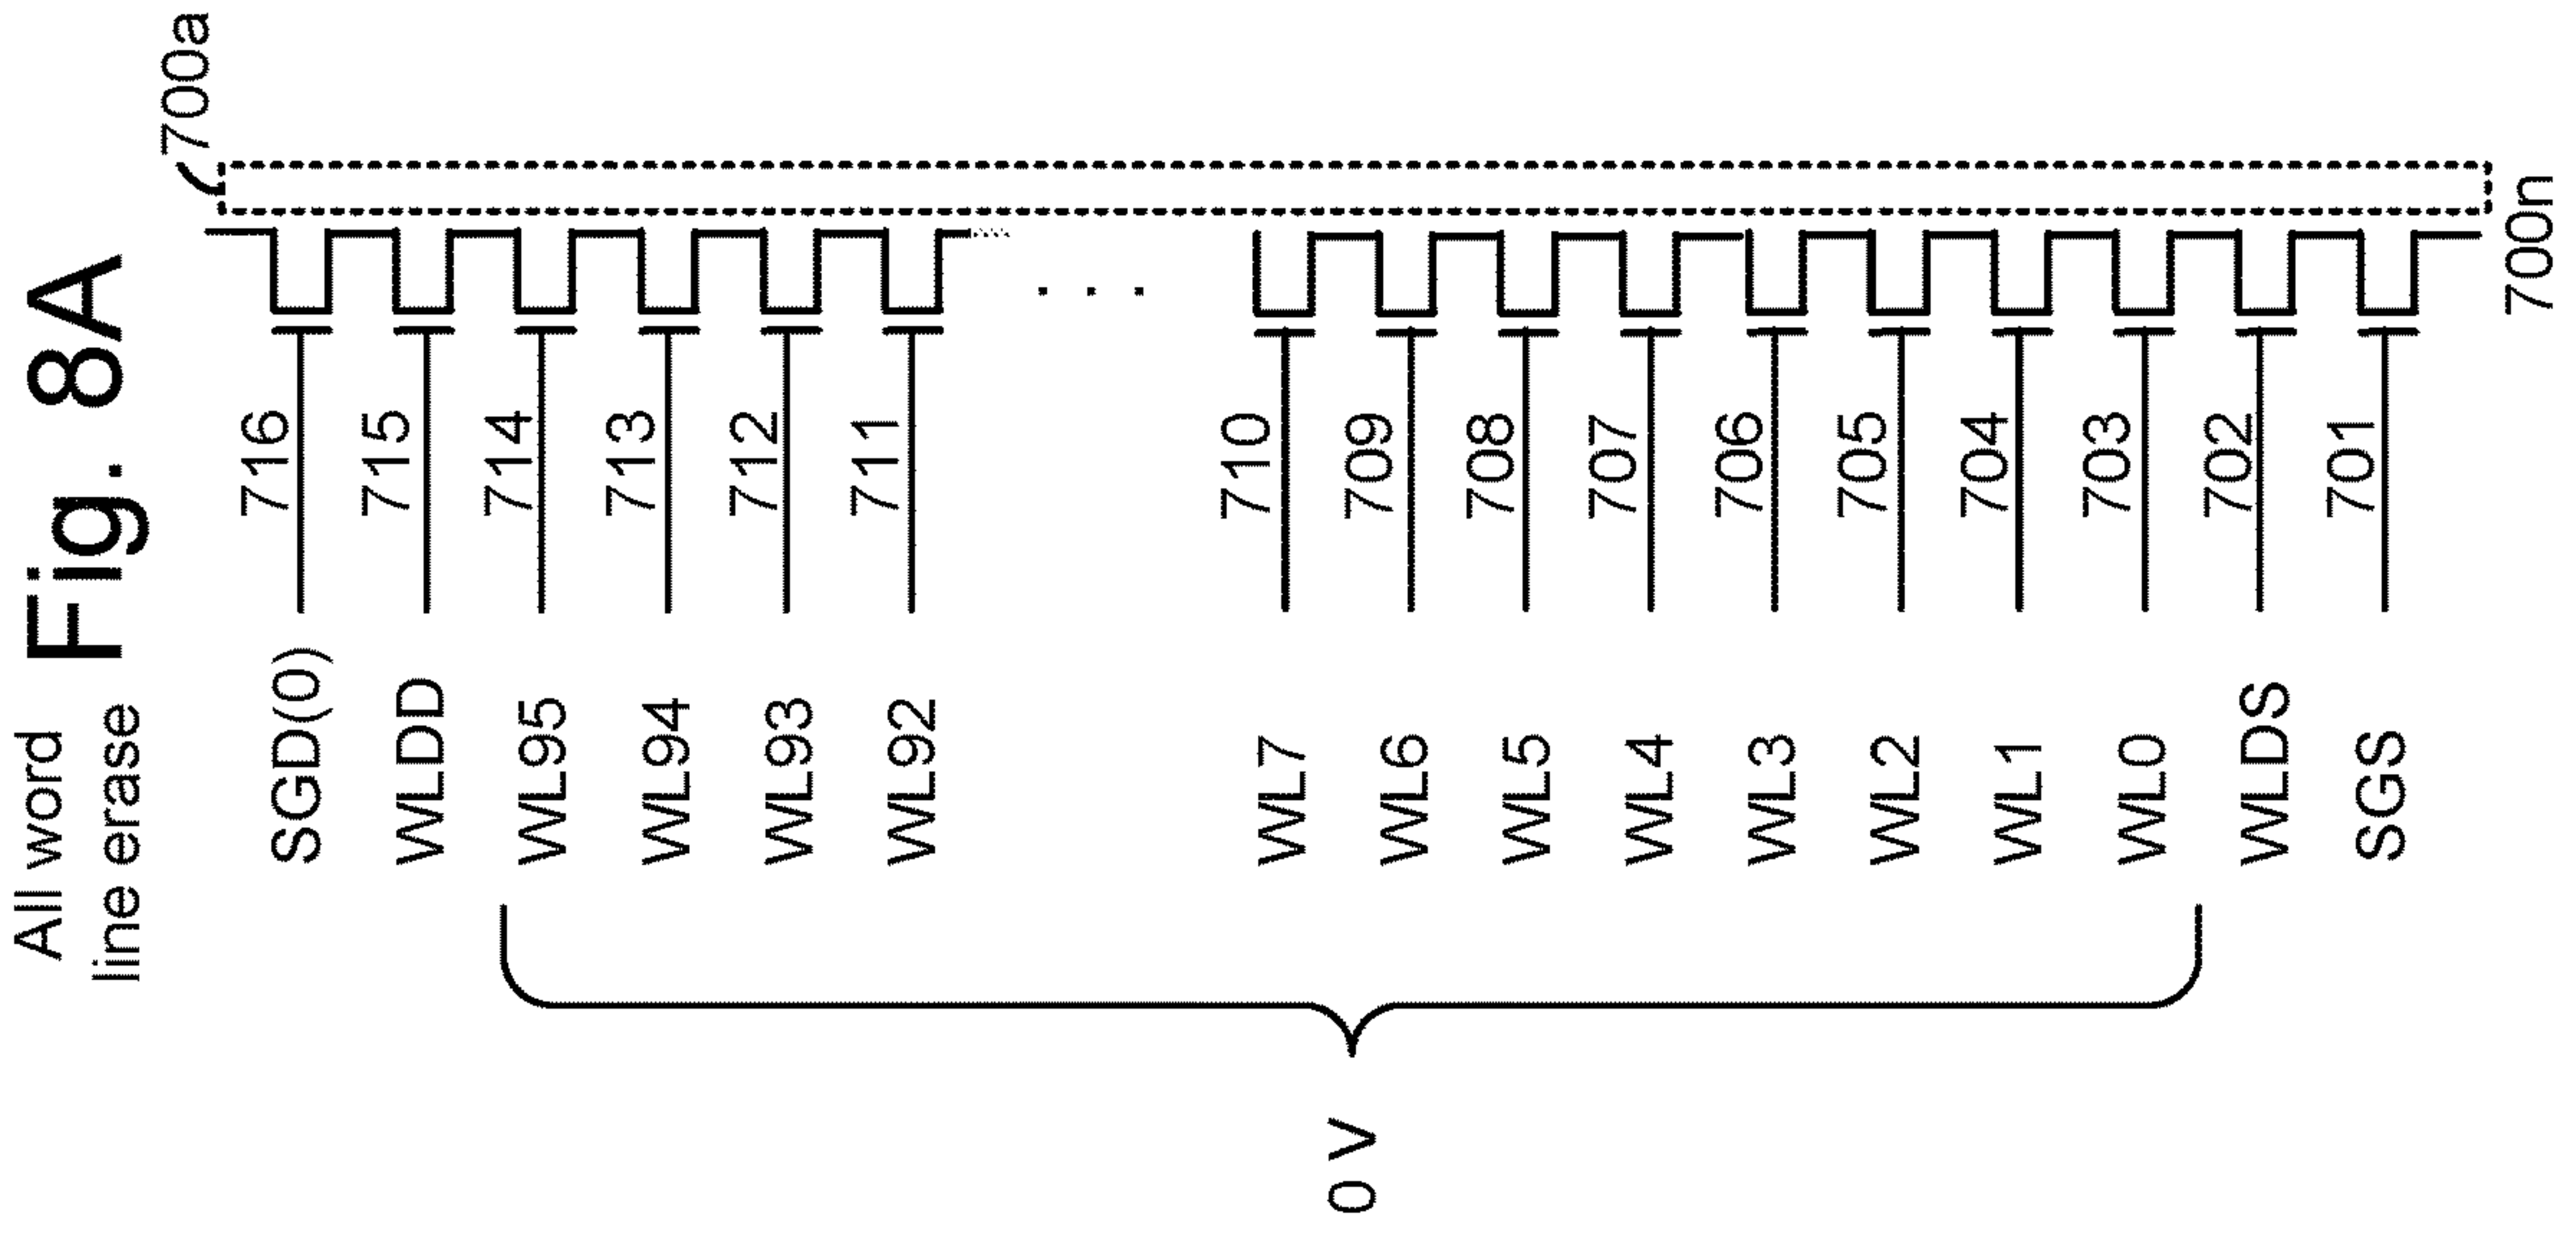 Fig. 8A
All word
line erase
700a
SGD(0) 716
WLDD 715
WL95 714
WL94 713
WL93 712
WL92 711
. . .
WL7 710
WL6 709
WL5 708
WL4 707
WL3 706
WL2 705
WL1 704
WL0 703
WLDS 702
SGS 701
0 V
700n